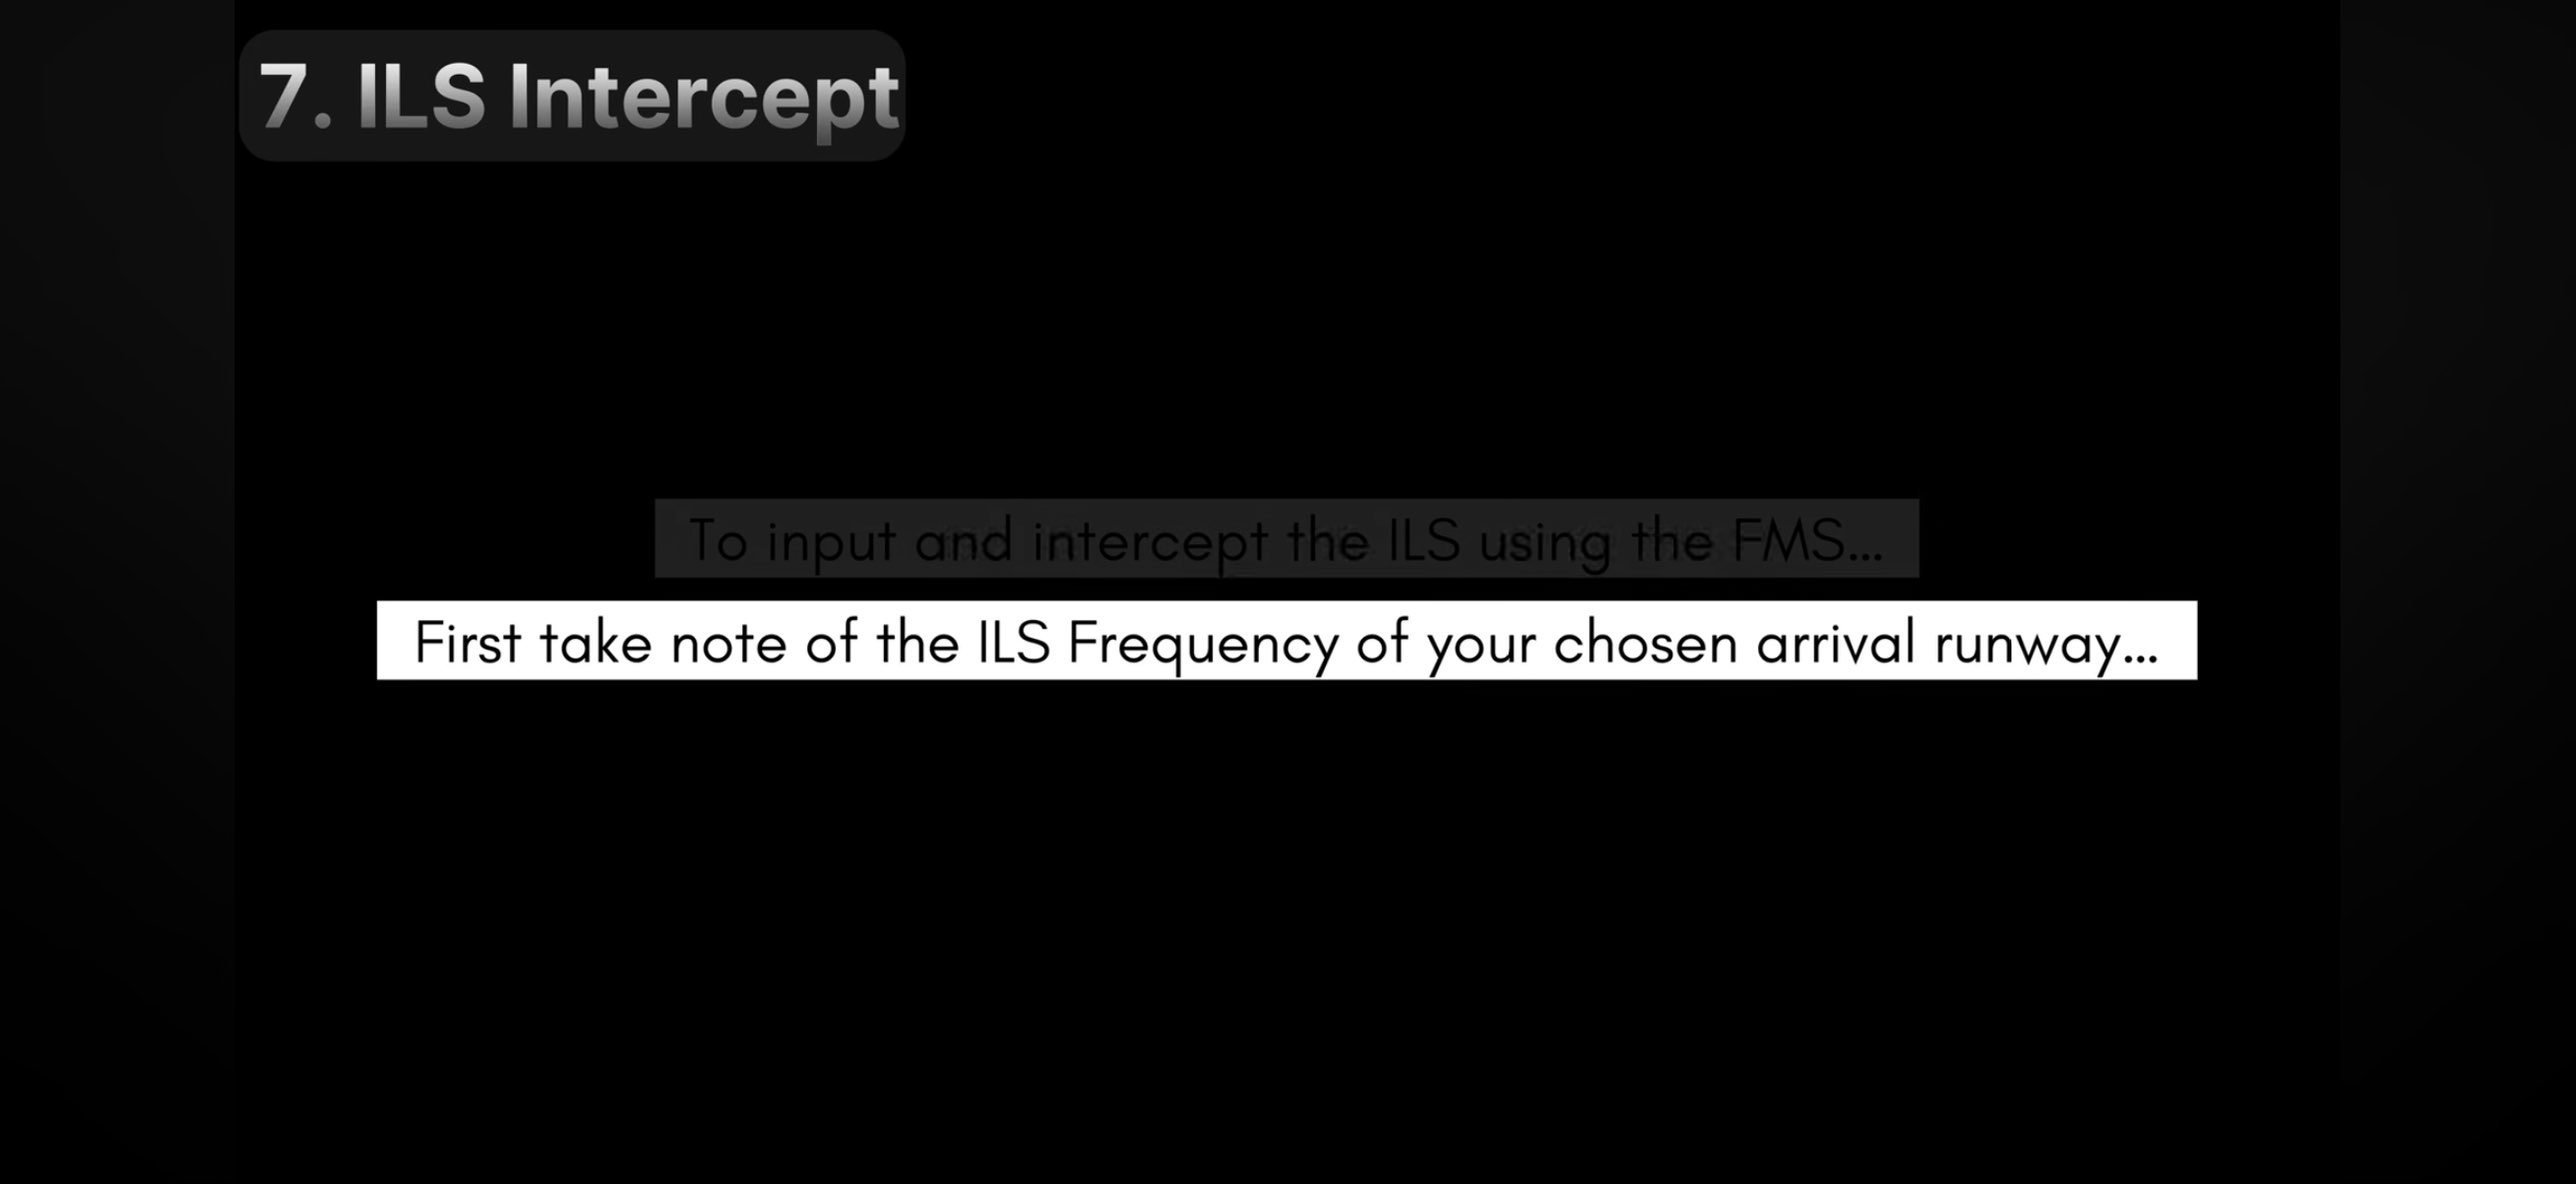 7. ILS Intercept
To input and intercept the ILS using the FMS...
First take note of the ILS Frequency of your chosen arrival runway...